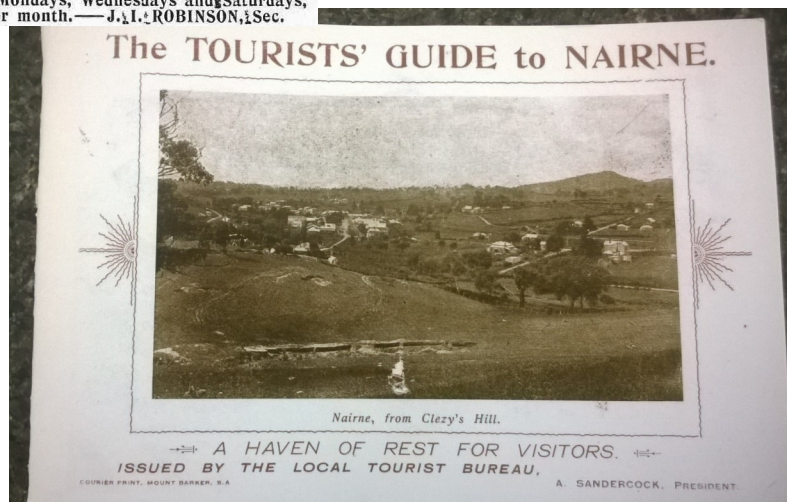 Mondays, Wednesdays and Saturdays,
r month.—J. I. ROBINSON, Sec.
The TOURISTS' GUIDE to NAIRNE.
Nairne, from Clezy's Hill.
A HAVEN OF REST FOR VISITORS.
ISSUED BY THE LOCAL TOURIST BUREAU,
COURIER PRINT, MOUNT BARKER, S.A
A. SANDERCOCK, PRESIDENT.